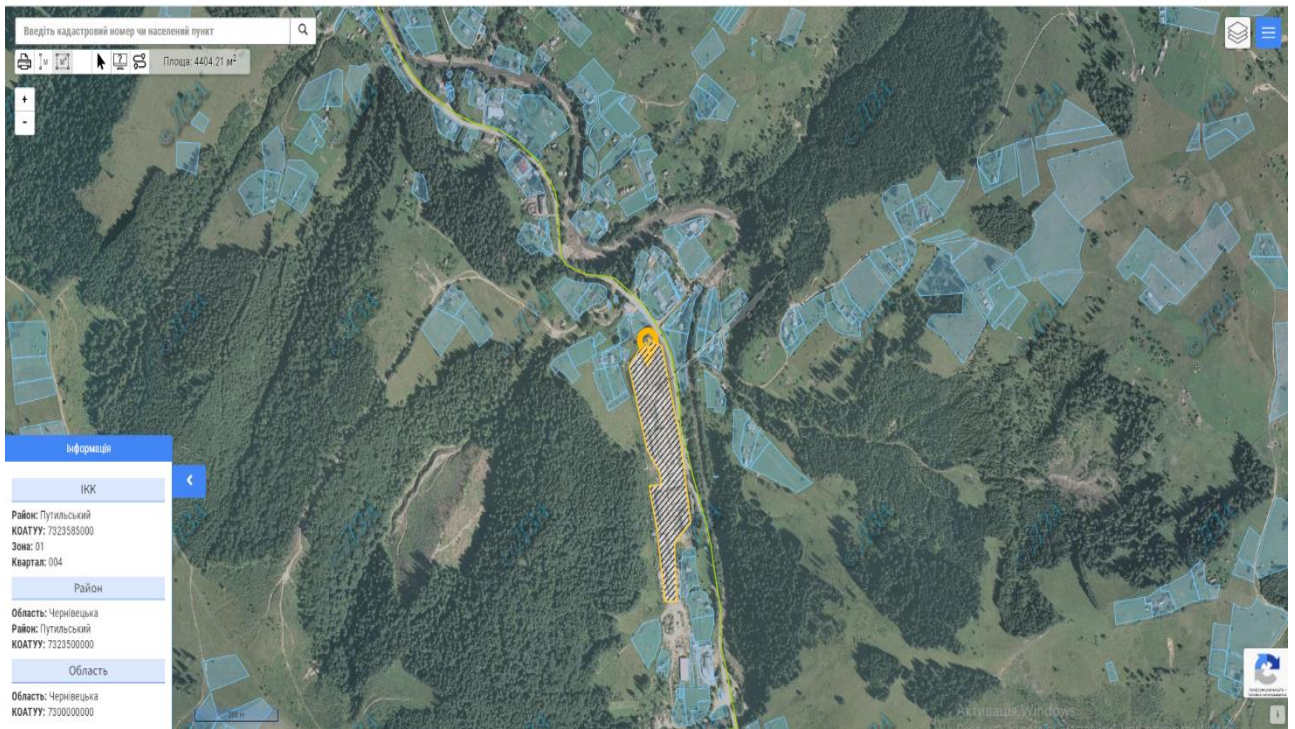 Введіть кадастровий номер чи населений пункт
Площа: 4404.21 м²
+
-
Інформація
ІКК
Район: Путильський
КОАТУУ: 7323585000
Зона: 01
Квартал: 004
Район
Область: Чернівецька
Район: Путильський
КОАТУУ: 7323500000
Область
Область: Чернівецька
КОАТУУ: 7300000000
Активація Windows